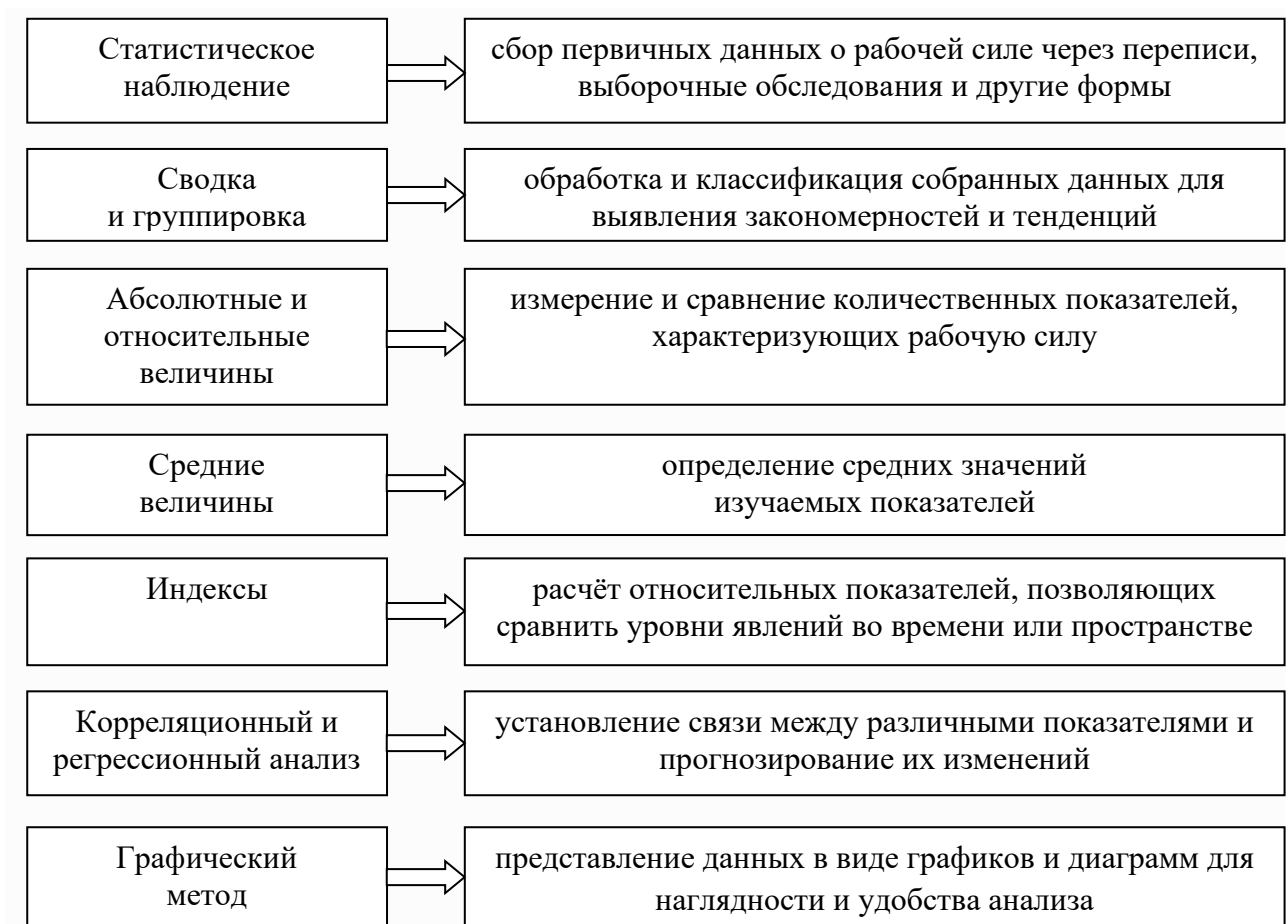 Статистическое
наблюдение
сбор первичных данных о рабочей силе через переписи,
выборочные обследования и другие формы
Сводка
и группировка
обработка и классификация собранных данных для
выявления закономерностей и тенденций
Абсолютные и
относительные
величины
измерение и сравнение количественных показателей,
характеризующих рабочую силу
Средние
величины
определение средних значений
изучаемых показателей
Индексы
расчёт относительных показателей, позволяющих
сравнить уровни явлений во времени или пространстве
Корреляционный и
регрессионный анализ
установление связи между различными показателями и
прогнозирование их изменений
Графический
метод
представление данных в виде графиков и диаграмм для
наглядности и удобства анализа